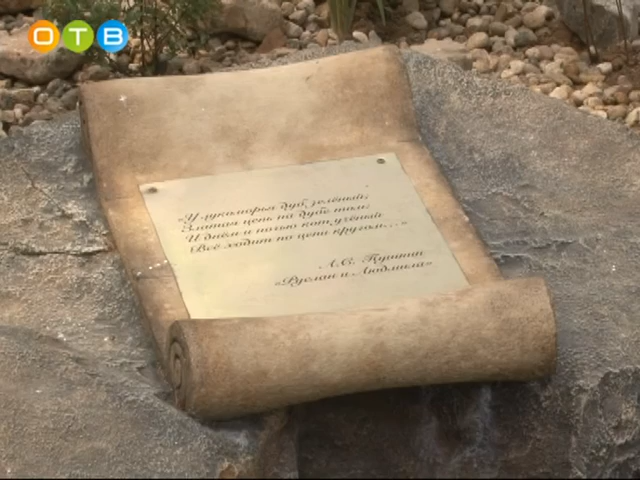 ОТВ
«У лукоморья дуб зелёный;
Златая цепь на дубе том:
И днём и ночью кот учёный
Всё ходит по цепи кругом...»
А.С. Пушкин
«Руслан и Людмила»